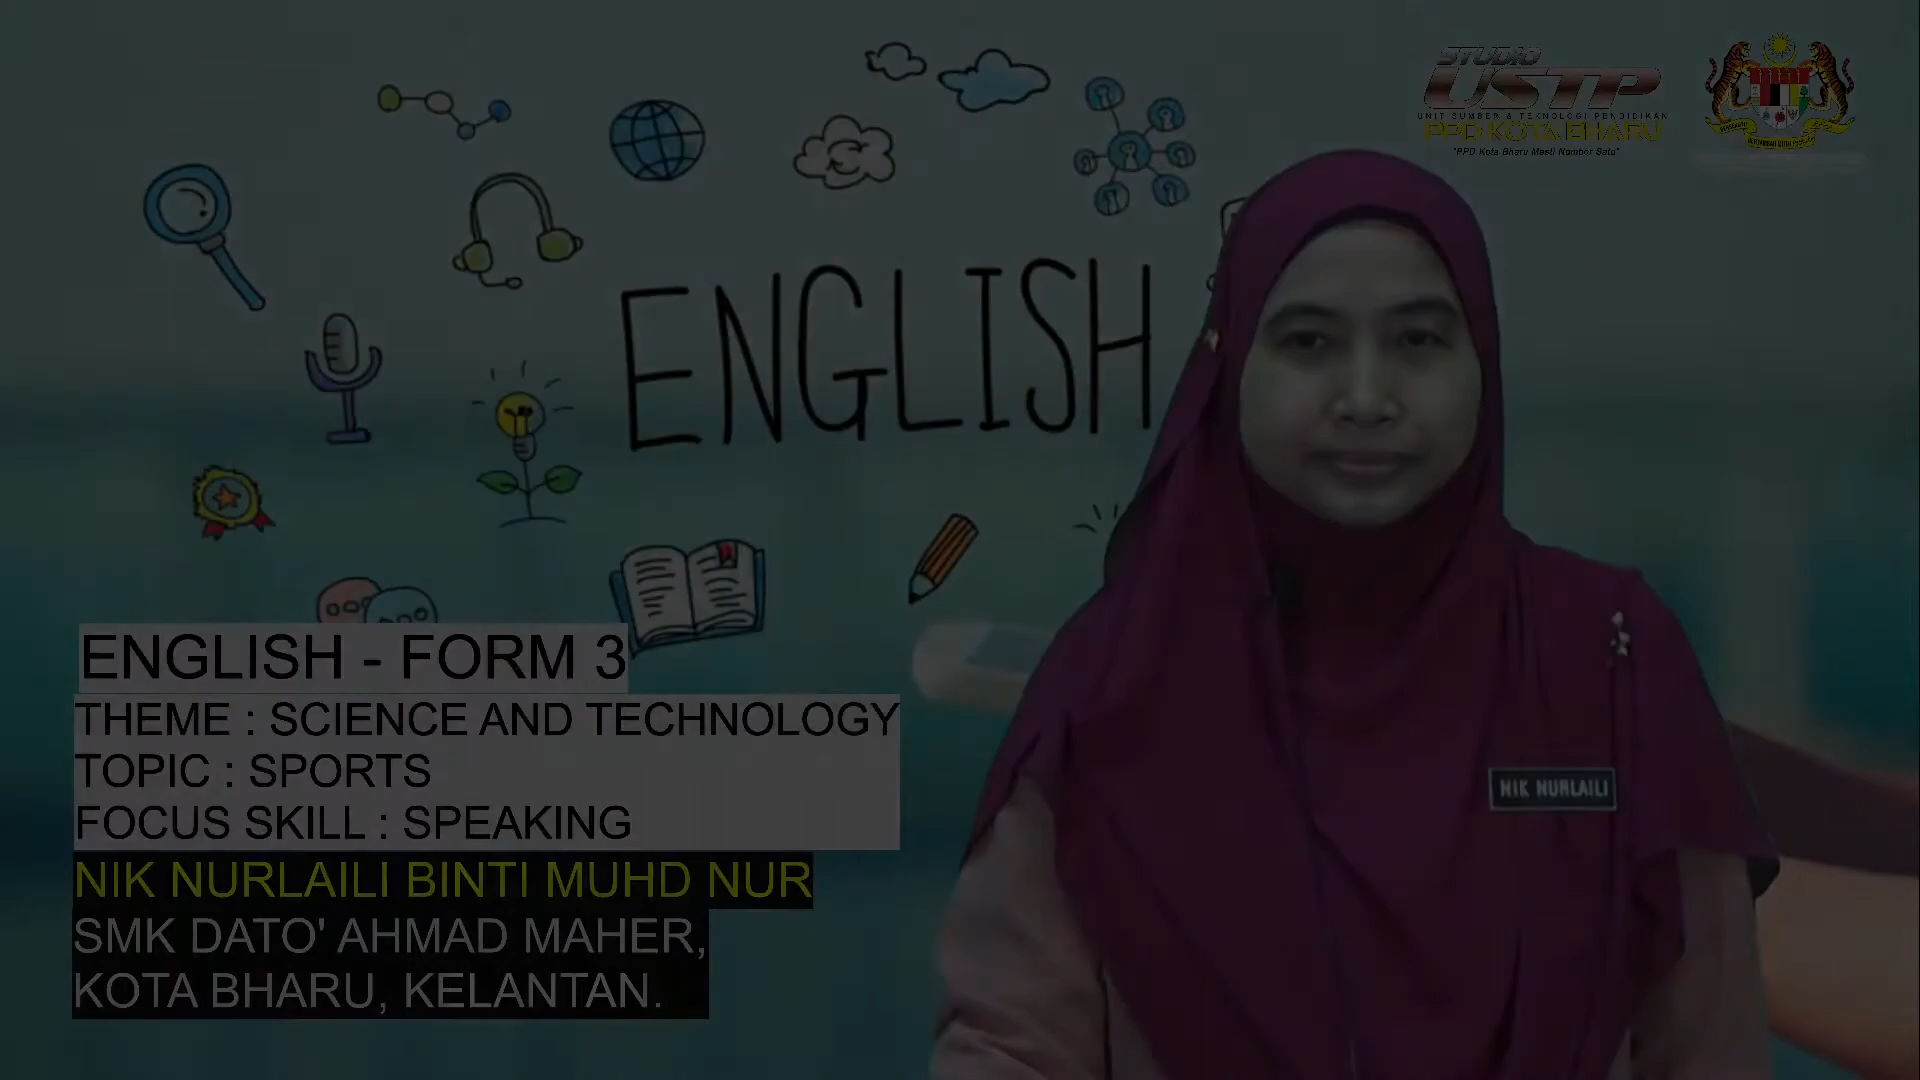 STUDIO
USTP
UNIT SUMBER & TEKNOLOGI PENDIDIKAN
PPD KOTA BHARU
"PPD Kota Bharu Mesti Nombor Satu"
ENGLISH
NIK NURLAILI
ENGLISH - FORM 3
THEME : SCIENCE AND TECHNOLOGY
TOPIC : SPORTS
FOCUS SKILL : SPEAKING
NIK NURLAILI BINTI MUHD NUR
SMK DATO' AHMAD MAHER,
KOTA BHARU, KELANTAN.